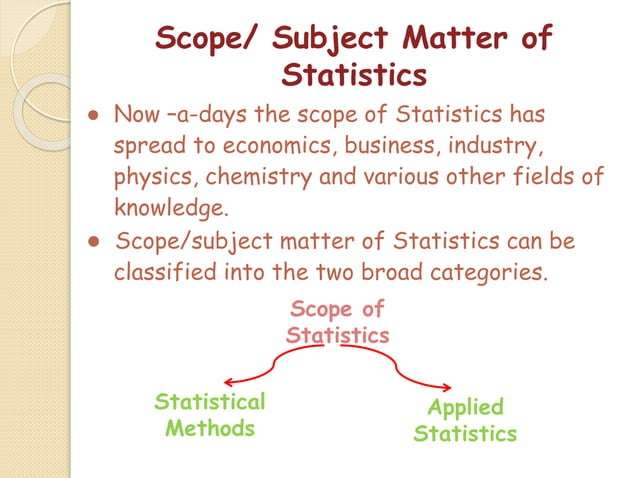 Scope/ Subject Matter of
Statistics
● Now –a-days the scope of Statistics has
spread to economics, business, industry,
physics, chemistry and various other fields of
knowledge.
● Scope/subject matter of Statistics can be
classified into the two broad categories.
Scope of
Statistics
Statistical
Methods
Applied
Statistics